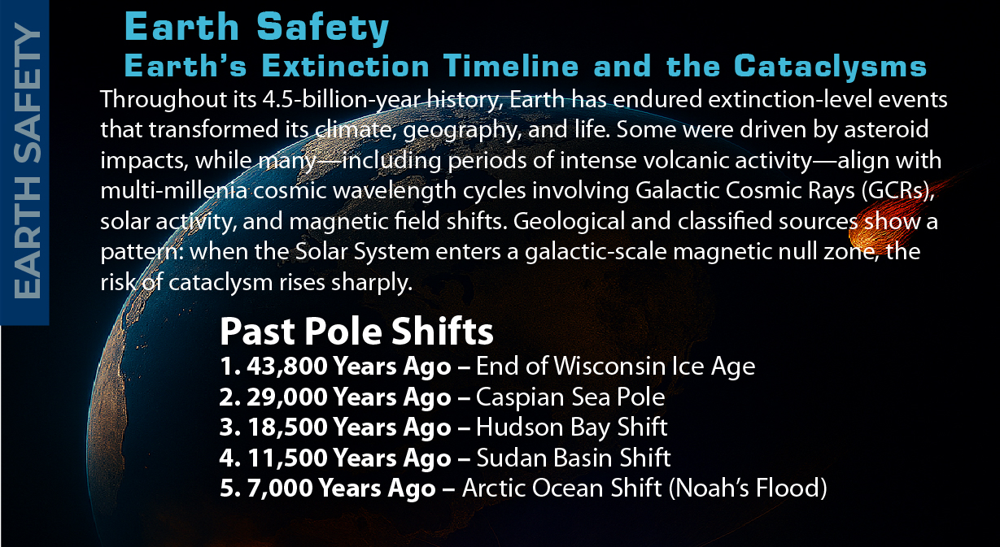 EARTH SAFETY
Earth Safety
Earth's Extinction Timeline and the Cataclysms
Throughout its 4.5-billion-year history, Earth has endured extinction-level events
that transformed its climate, geography, and life. Some were driven by asteroid
impacts, while many—including periods of intense volcanic activity—align with
multi-millenia cosmic wavelength cycles involving Galactic Cosmic Rays (GCRs),
solar activity, and magnetic field shifts. Geological and classified sources show a
pattern: when the Solar System enters a galactic-scale magnetic null zone, the
risk of cataclysm rises sharply.
Past Pole Shifts
1. 43,800 Years Ago – End of Wisconsin Ice Age
2. 29,000 Years Ago – Caspian Sea Pole
3. 18,500 Years Ago – Hudson Bay Shift
4. 11,500 Years Ago – Sudan Basin Shift
5. 7,000 Years Ago – Arctic Ocean Shift (Noah's Flood)